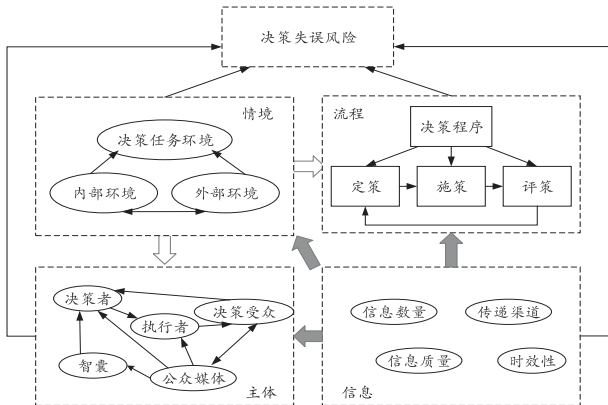 决策失误风险
情境
决策任务环境
内部环境
外部环境
流程
决策程序
定策
施策
评策
决策者
执行者
决策受众
智囊
公众媒体
主体
信息数量
传递渠道
信息质量
时效性
信息